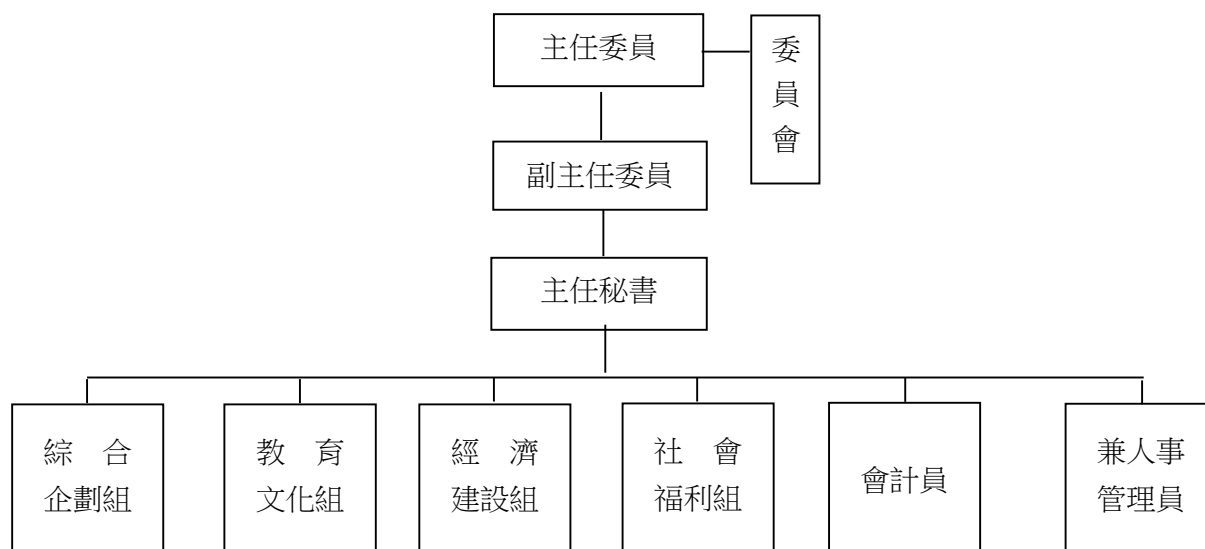 主任委員
委員會
副主任委員
主任秘書
綜 合
企劃組
教 育
文化組
經 濟
建設組
社 會
福利組
會計員
兼人事
管理員